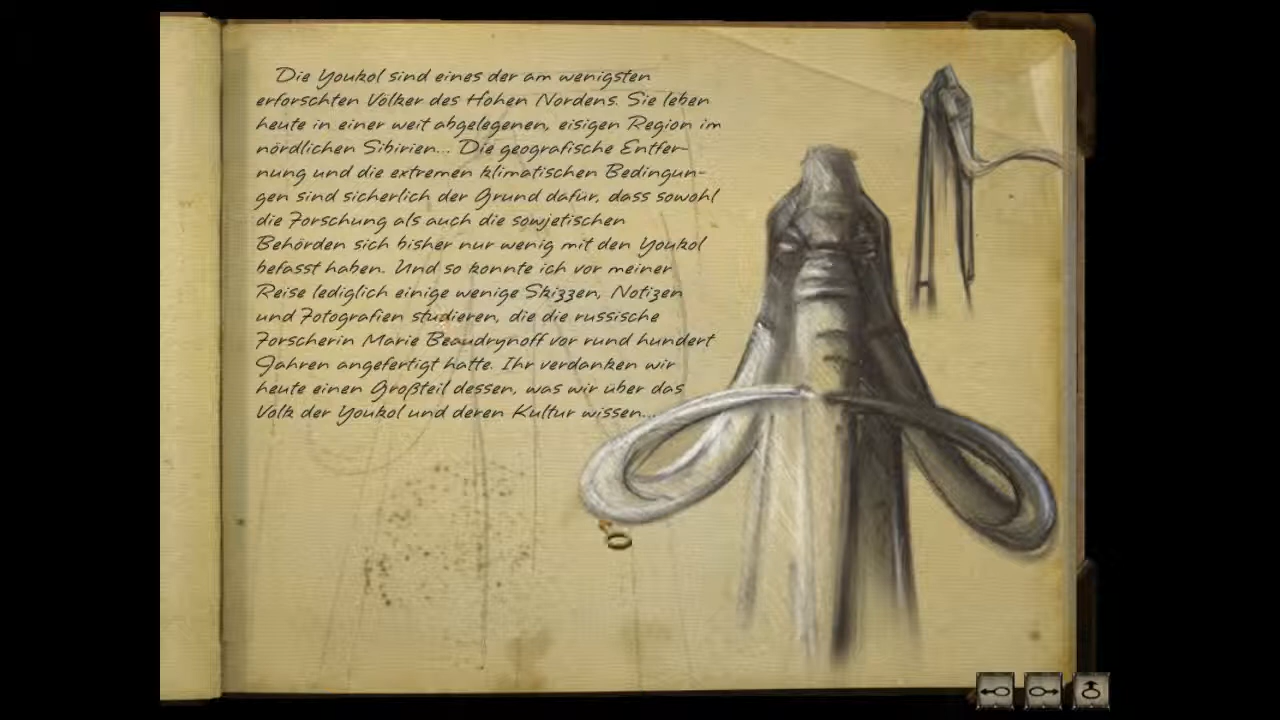 Die Youkol sind eines der am wenigsten
erforschten Völker des Hohen Nordens. Sie leben
heute in einer weit abgelegenen, eisigen Region im
nördlichen Sibirien... Die geografische Entfer-
nung und die extremen klimatischen Bedingun-
gen sind sicherlich der Grund dafür, dass sowohl
die Forschung als auch die sowjetischen
Behörden sich bisher nur wenig mit den Youkol
befasst haben. Und so konnte ich vor meiner
Reise lediglich einige wenige Skizzen, Notizen
und Fotografien studieren, die die russische
Forscherin Marie Beaudrynoff vor rund hundert
Jahren angefertigt hatte. Ihr verdanken wir
heute einen Großteil dessen, was wir über das
Volk der Youkol und deren Kultur wissen...